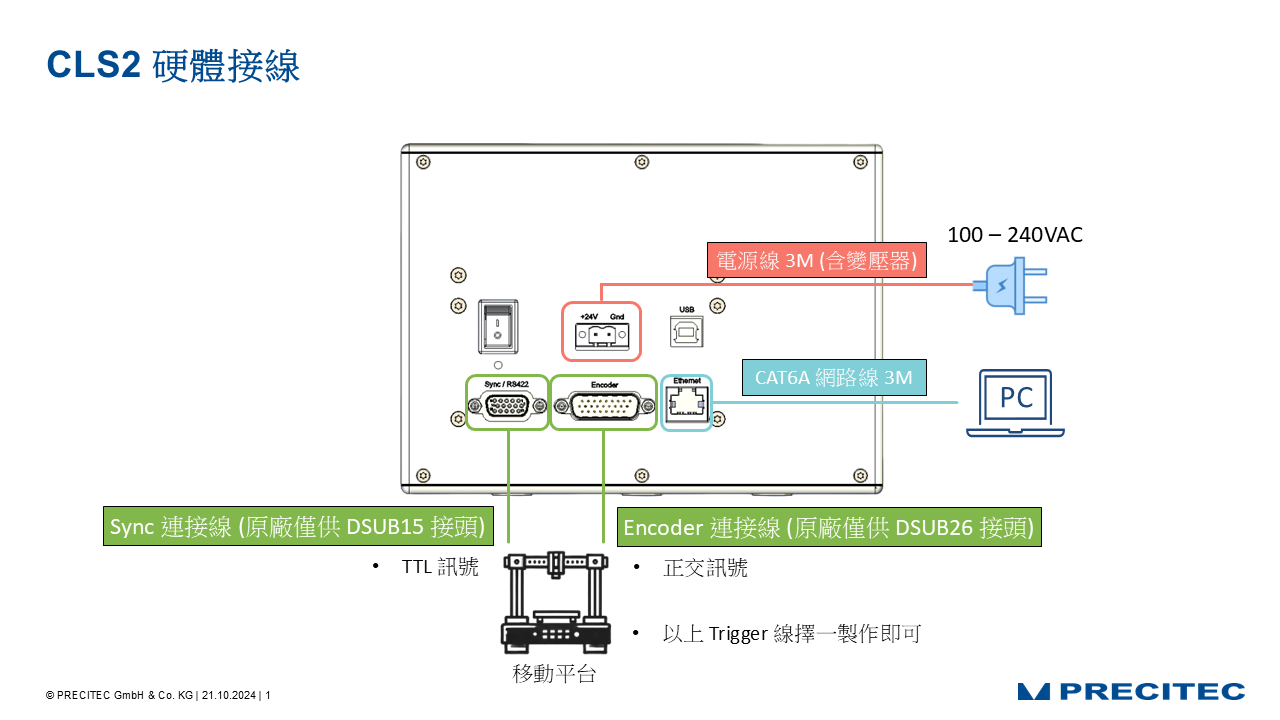 CLS2 硬體接線
100 – 240VAC
電源線 3M (含變壓器)
+24V Gnd
USB
CAT6A 網路線 3M
PC
Sync / RS422
Encoder
Ethernet
Sync 連接線 (原廠僅供 DSUB15 接頭)
Encoder 連接線 (原廠僅供 DSUB26 接頭)
• TTL 訊號
• 正交訊號
• 以上 Trigger 線擇一製作即可
移動平台
© PRECITEC GmbH & Co. KG | 21.10.2024 | 1
PRECITEC